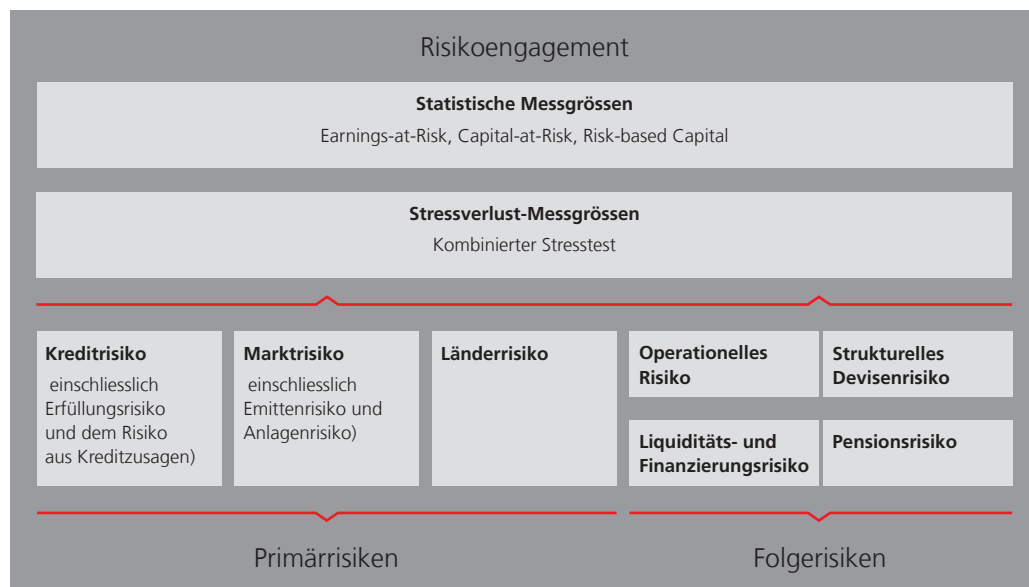 Risikoengagement
Statistische Messgrössen
Earnings-at-Risk, Capital-at-Risk, Risk-based Capital
Stressverlust-Messgrössen
Kombinierter Stresstest
Kreditrisiko
einschliesslich
Erfüllungsrisiko
und dem Risiko
aus Kreditzusagen)
Marktrisiko
einschliesslich
Emittenrisiko und
Anlagenrisiko)
Länderrisiko
Operationelles
Risiko
Strukturelles
Devisenrisiko
Liquiditäts- und
Finanzierungsrisiko
Pensionsrisiko
Primärrisiken
Folgerisiken